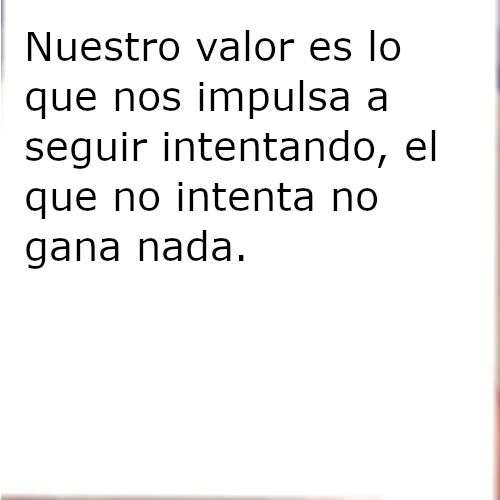 Nuestro valor es lo
que nos impulsa a
seguir intentando, el
que no intenta no
gana nada.